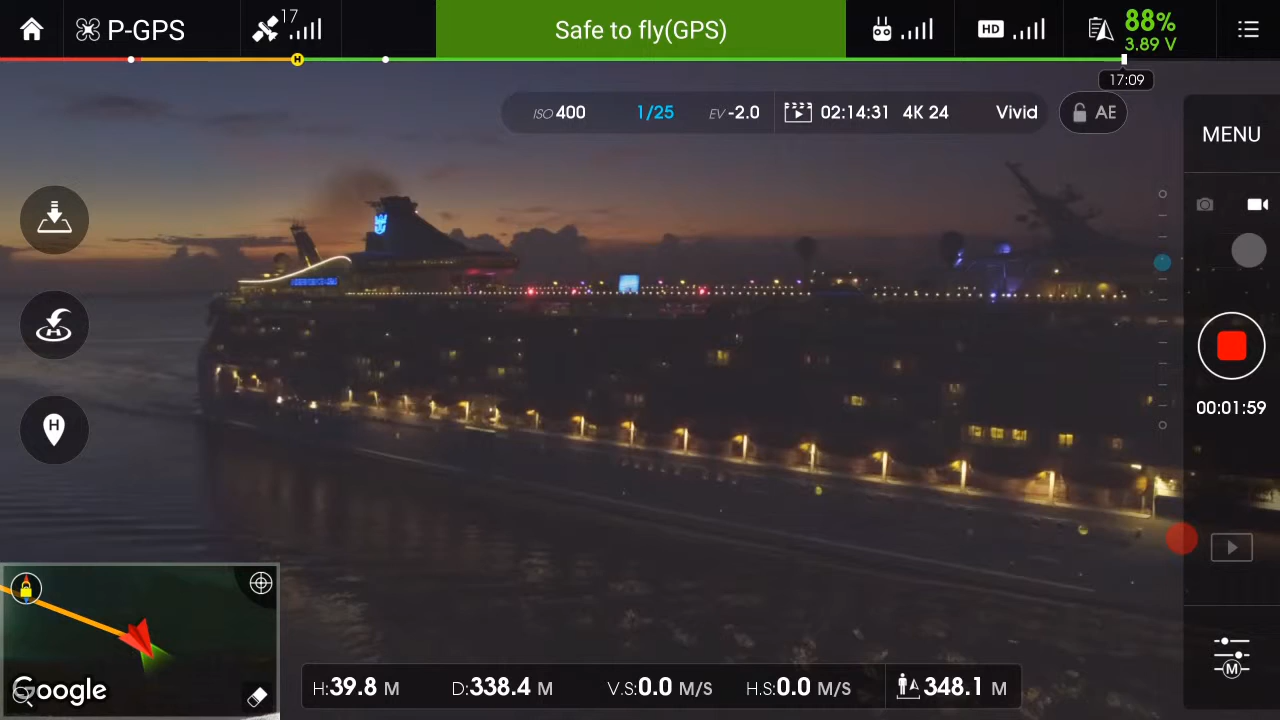 P-GPS
17
Safe to fly(GPS)
HD
88%
3.89 V
H
17:09
ISO 400 1/25 EV -2.0 02:14:31 4K 24 Vivid
AE
MENU
H
00:01:59
H
M
Google
H:39.8 M D:338.4 M V.S:0.0 M/S H.S:0.0 M/S 348.1 M